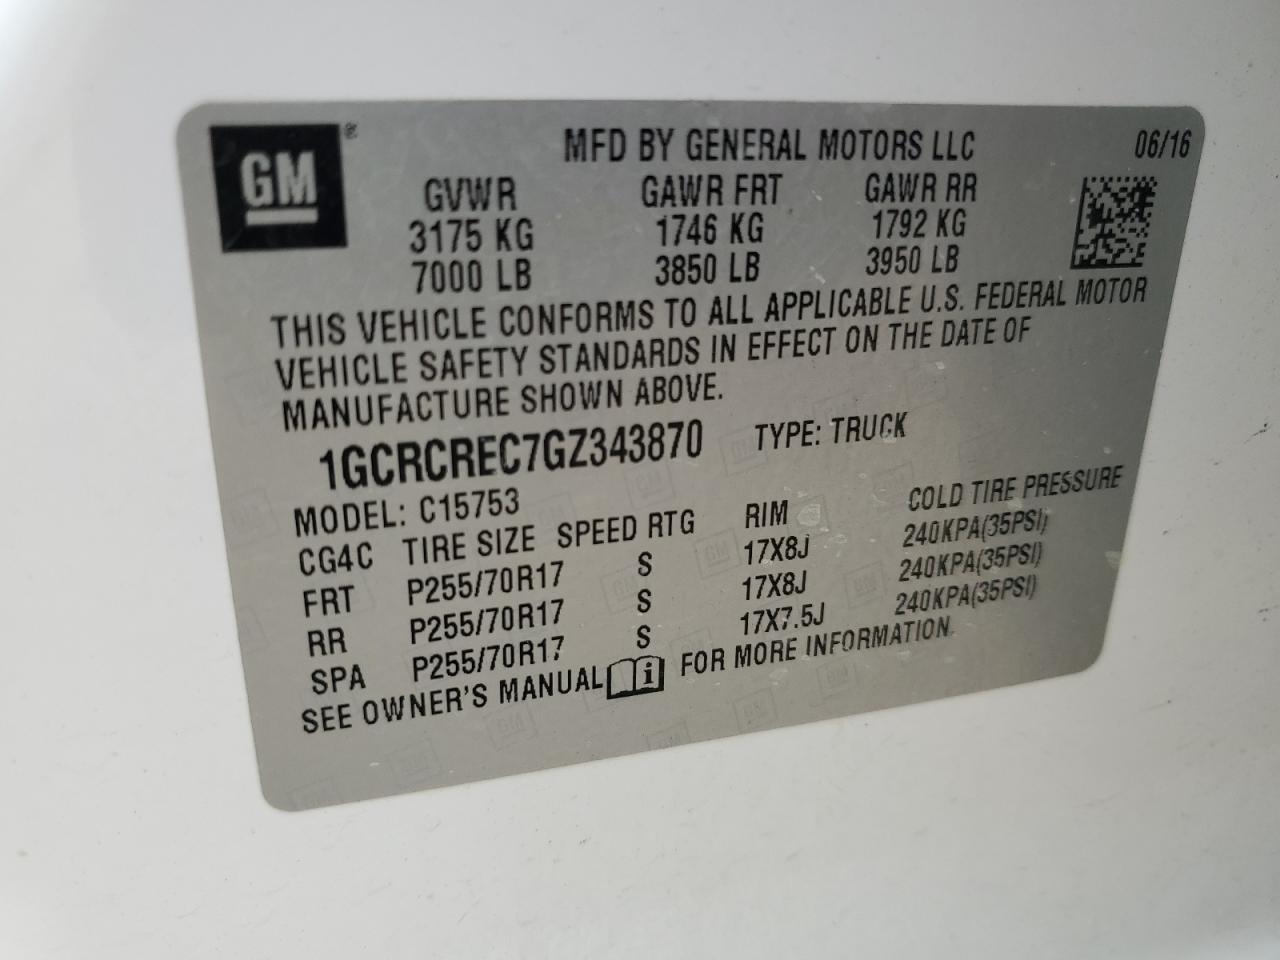 GM ® MFD BY GENERAL MOTORS LLC 06/16
GVWR GAWR FRT GAWR RR
3175 KG 1746 KG 1792 KG
7000 LB 3850 LB 3950 LB
THIS VEHICLE CONFORMS TO ALL APPLICABLE U.S. FEDERAL MOTOR
VEHICLE SAFETY STANDARDS IN EFFECT ON THE DATE OF
MANUFACTURE SHOWN ABOVE.
1GCRCREC7GZ343870 TYPE: TRUCK
MODEL: C15753
CG4C TIRE SIZE SPEED RTG RIM COLD TIRE PRESSURE
FRT P255/70R17 S 17X8J 240KPA(35PSI)
RR P255/70R17 S 17X8J 240KPA(35PSI)
SPA P255/70R17 S 17X7.5J 240KPA(35PSI)
SEE OWNER'S MANUAL i FOR MORE INFORMATION.